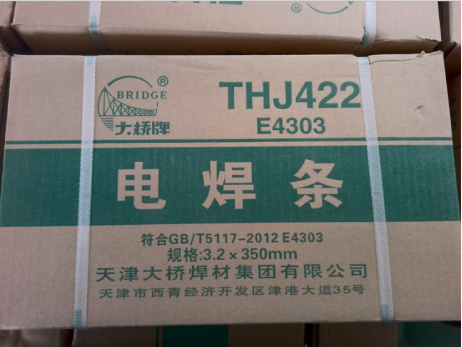 BRIDGE ®
大桥牌
THJ422
E4303
电焊条
符合GB/T5117-2012 E4303
规格:3.2×350mm
天津大桥焊材集团有限公司
天津市西青经济开发区津港大道35号